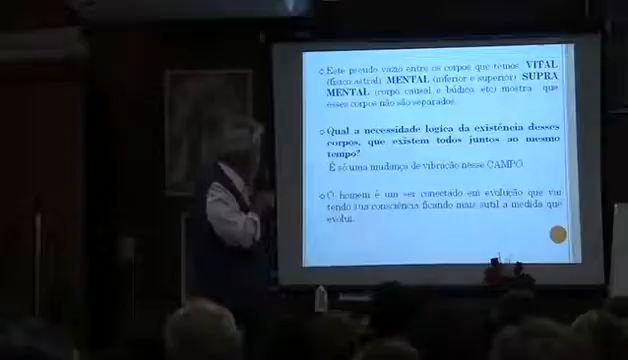 Este pseudo vazio entre os corpos que temos VITAL
(físico astral) MENTAL (inferior e superior) SUPRA
MENTAL (corpo causal e búdico etc) mostra que
esses corpos não são separados.
Qual a necessidade logica da existência desses
corpos, que existem todos juntos ao mesmo
tempo?
É só uma mudança de vibração nesse CAMPO.
O homem é um ser conectado em evolução que vai
tendo sua consciência ficando mais sutil a medida que
evolui.